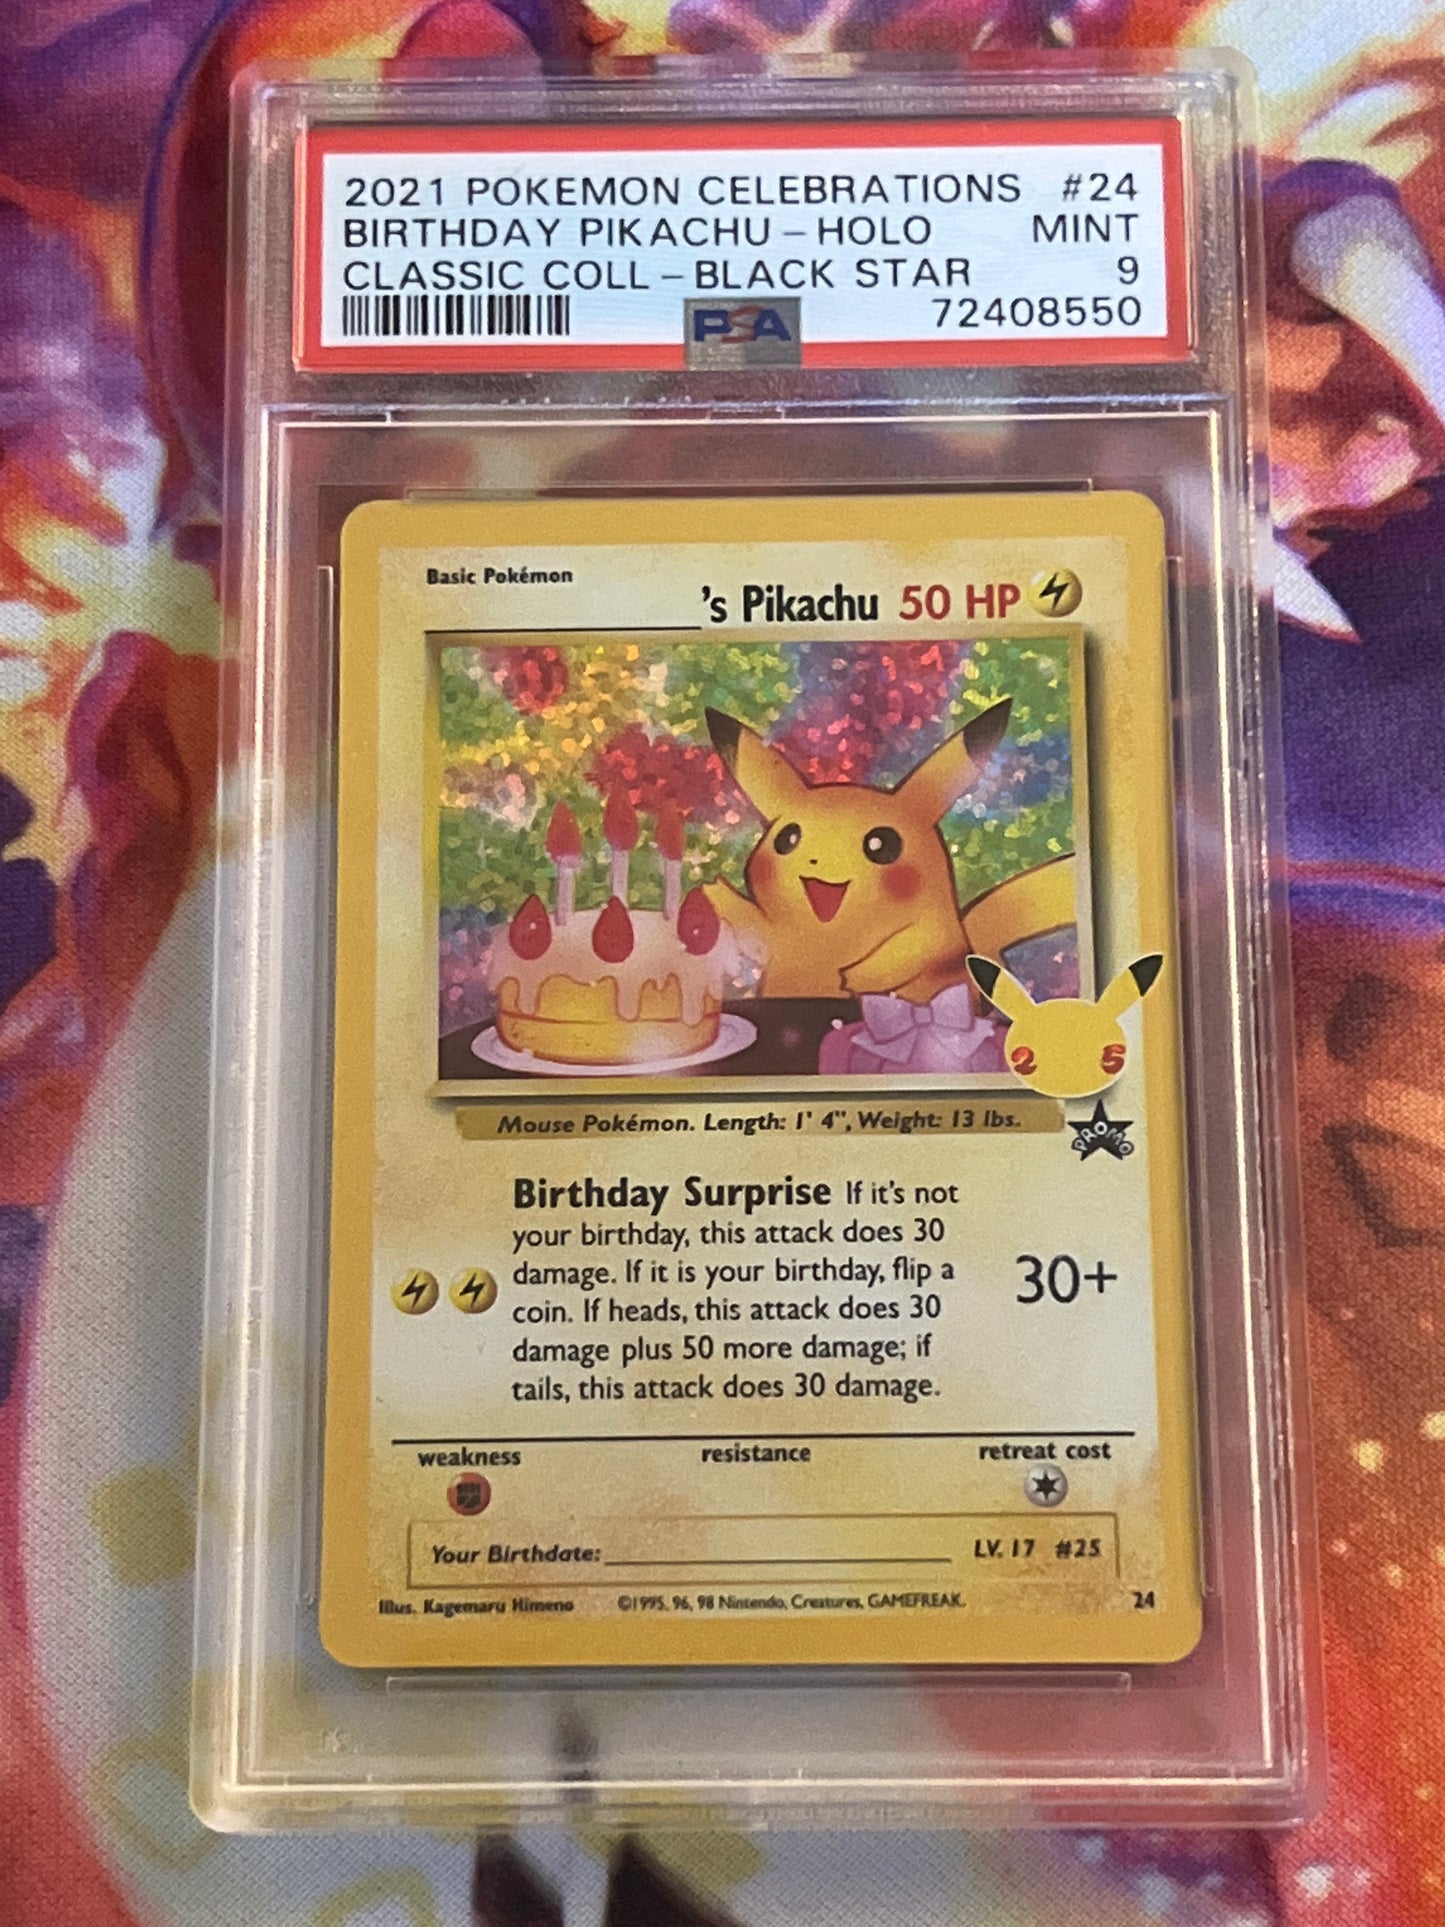 2021 POKEMON CELEBRATIONS #24
BIRTHDAY PIKACHU – HOLO MINT
CLASSIC COLL – BLACK STAR 9
PSA 72408550
Basic Pokémon
’s Pikachu 50 HP
2 5
Mouse Pokémon. Length: 1' 4", Weight: 13 lbs.
PROMO
Birthday Surprise If it's not
your birthday, this attack does 30
damage. If it is your birthday, flip a
coin. If heads, this attack does 30
damage plus 50 more damage; if
tails, this attack does 30 damage.
30+
weakness resistance retreat cost
Your Birthdate: LV. 17 #25
Illus. Kagemaru Himeno ©1995, 96, 98 Nintendo, Creatures, GAMEFREAK. 24